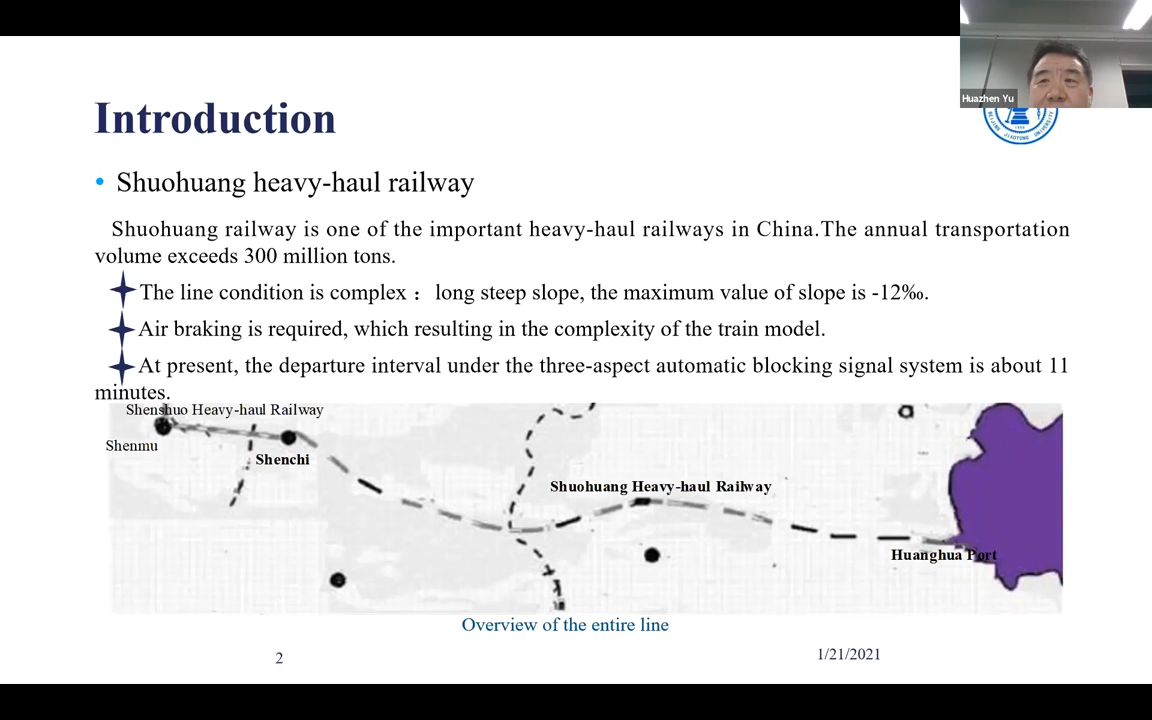 Huazhen Yu
BEIJING JIAOTONG UNIVERSITY
Introduction
• Shuohuang heavy-haul railway
Shuohuang railway is one of the important heavy-haul railways in China.The annual transportation
volume exceeds 300 million tons.
The line condition is complex ：long steep slope, the maximum value of slope is -12‰.
Air braking is required, which resulting in the complexity of the train model.
At present, the departure interval under the three-aspect automatic blocking signal system is about 11
minutes.
Shenshuo Heavy-haul Railway
Shenmu
Shenchi
Shuohuang Heavy-haul Railway
Huanghua Port
Overview of the entire line
2
1/21/2021